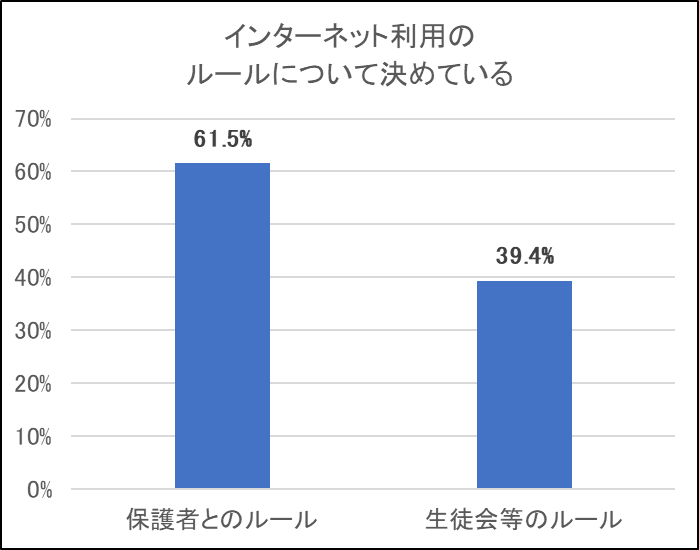 インターネット利用の
ルールについて決めている
70%
61.5%
60%
50%
39.4%
40%
30%
20%
10%
0%
保護者とのルール
生徒会等のルール